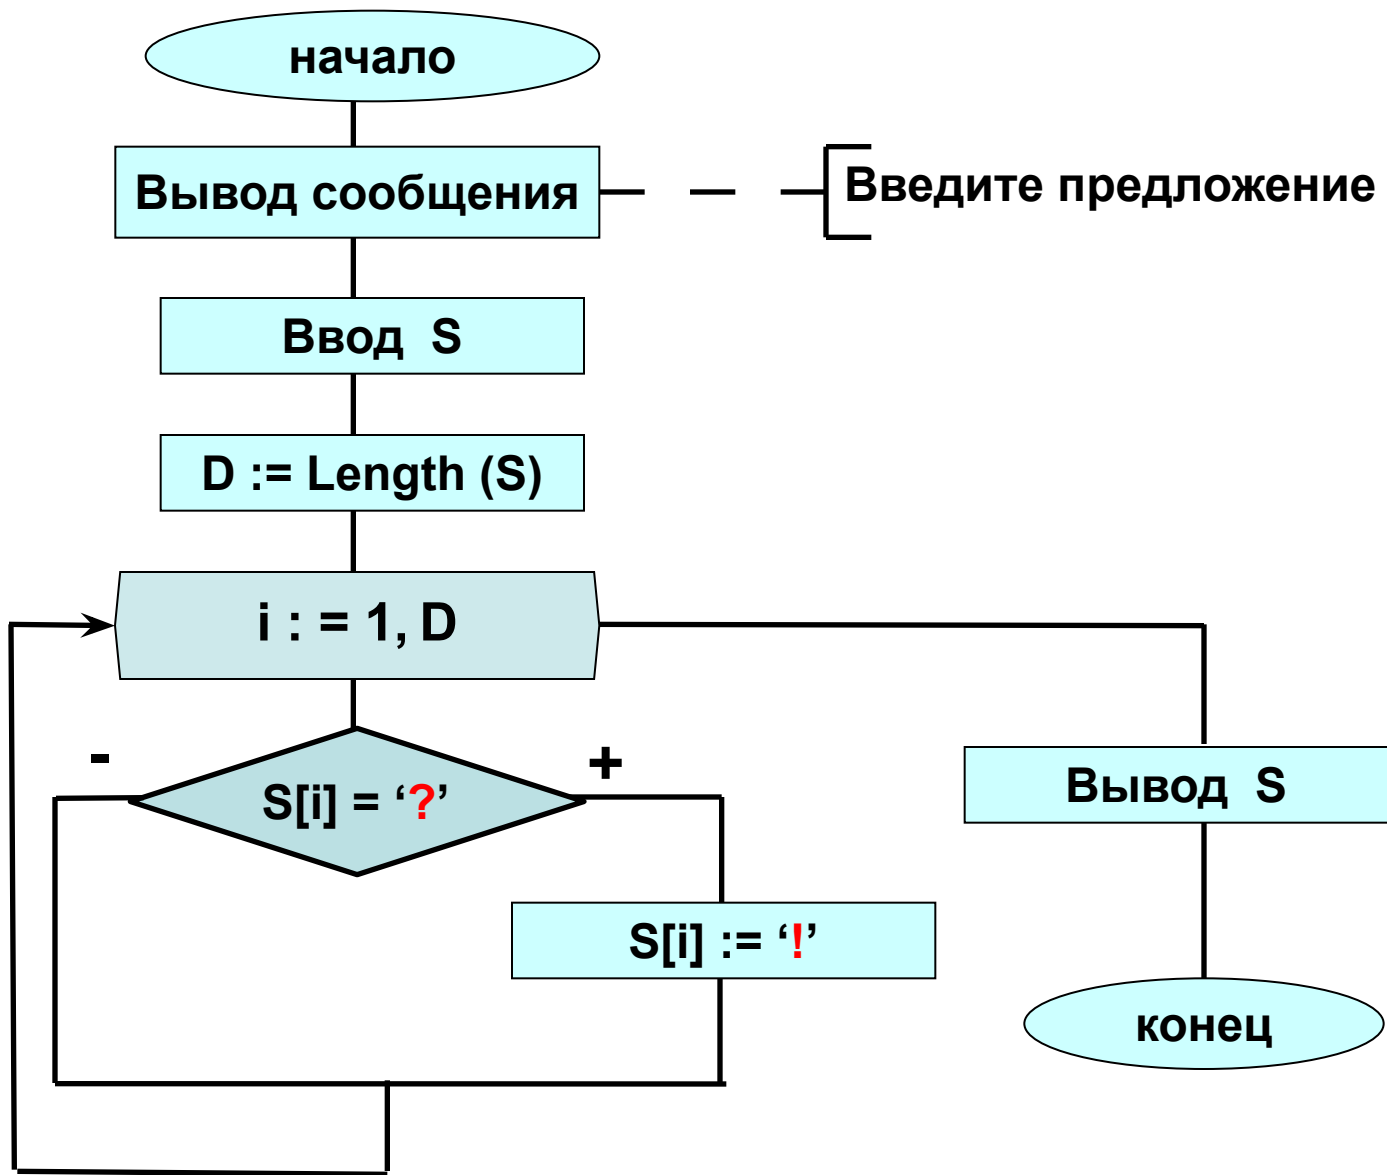 начало
Вывод сообщения
Введите предложение
Ввод S
D := Length (S)
i : = 1, D
-
+
S[i] = ‘?’
Вывод S
S[i] := ‘!’
конец